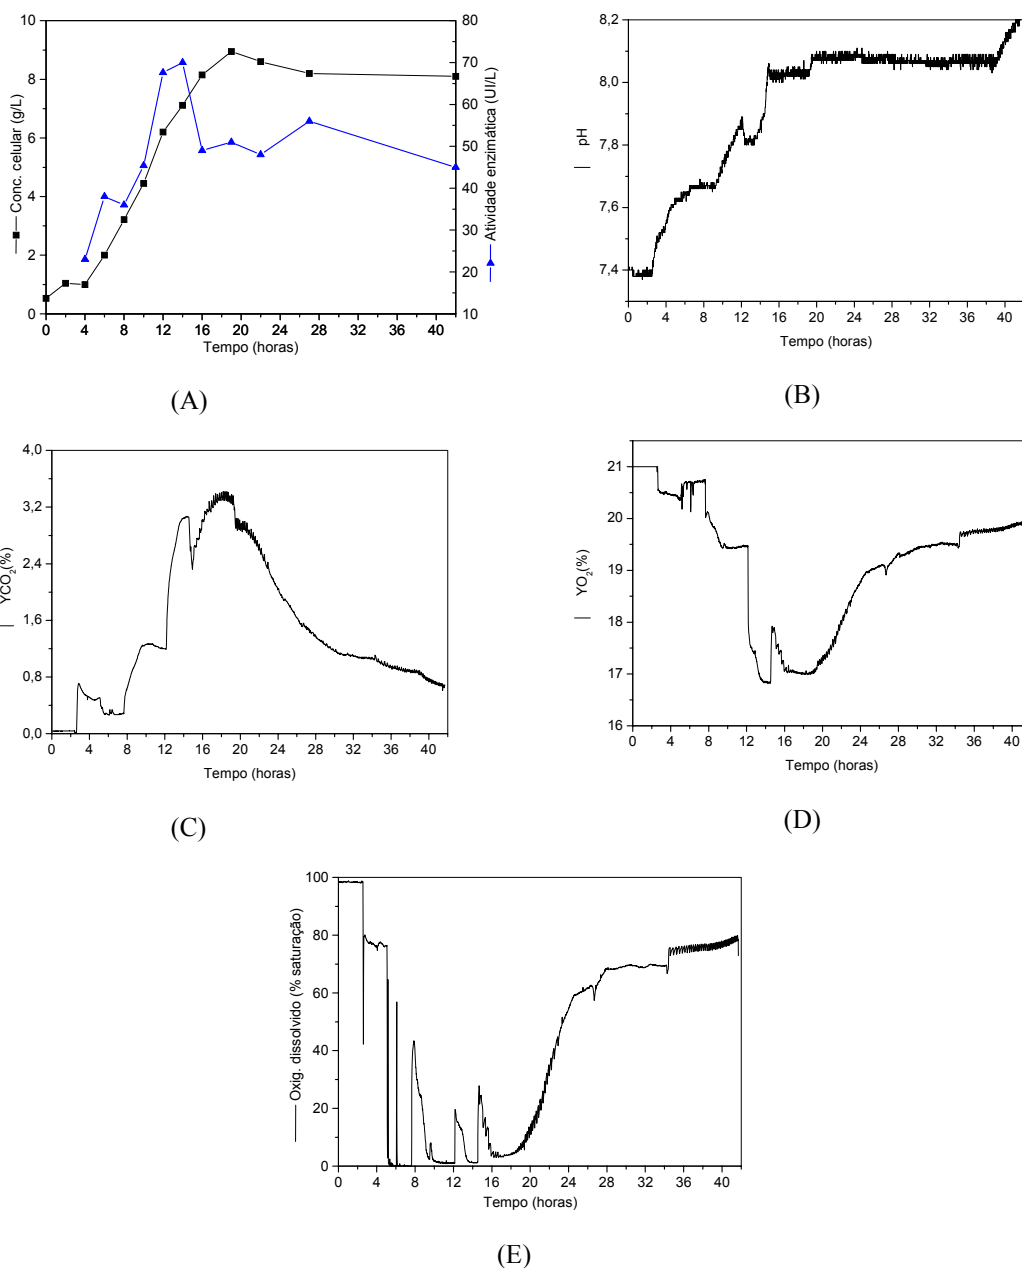 10
8
6
4
2
0
Conc. celular (g/L)
80
70
60
50
40
30
20
10
Atividade enzimática (UI/L)
0 4 8 12 16 20 24 28 32 36 40
Tempo (horas)
(A)
8,2
8,0
7,8
7,6
7,4
pH
0 4 8 12 16 20 24 28 32 36 40
Tempo (horas)
(B)
4,0
3,2
2,4
1,6
0,8
0,0
YCO₂(%)
0 4 8 12 16 20 24 28 32 36 40
Tempo (horas)
(C)
21
20
19
18
17
16
YO₂(%)
0 4 8 12 16 20 24 28 32 36 40
Tempo (horas)
(D)
100
80
60
40
20
0
Oxig. dissolvido (% saturação)
0 4 8 12 16 20 24 28 32 36 40
Tempo (horas)
(E)